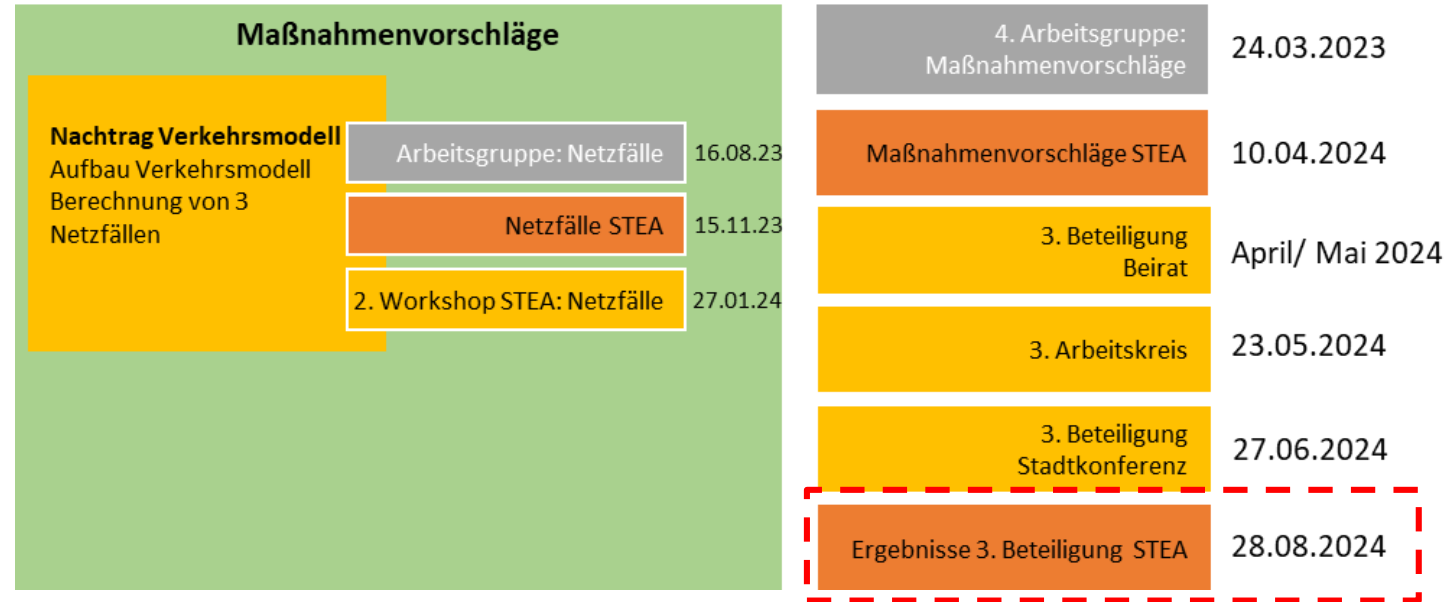 Maßnahmenvorschläge
Nachtrag Verkehrsmodell
Aufbau Verkehrsmodell
Berechnung von 3
Netzfällen
Arbeitsgruppe: Netzfälle
16.08.23
Netzfälle STEA
15.11.23
2. Workshop STEA: Netzfälle
27.01.24
4. Arbeitsgruppe:
Maßnahmenvorschläge
24.03.2023
Maßnahmenvorschläge STEA
10.04.2024
3. Beteiligung
Beirat
April/ Mai 2024
3. Arbeitskreis
23.05.2024
3. Beteiligung
Stadtkonferenz
27.06.2024
Ergebnisse 3. Beteiligung STEA
28.08.2024